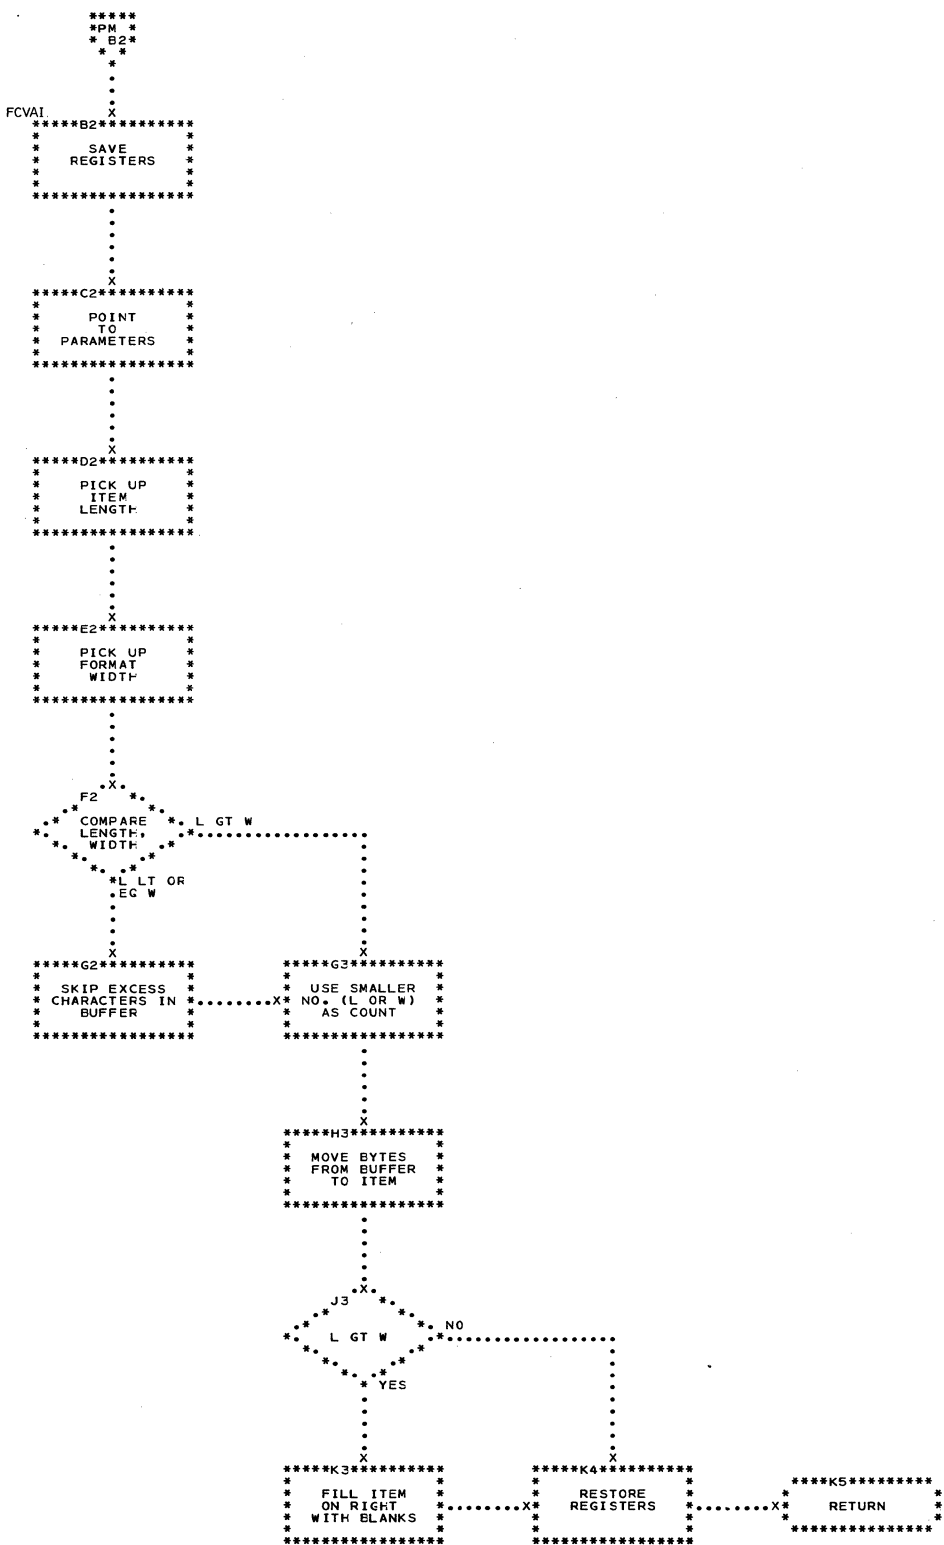 PM
B2
FCVAI
B2
SAVE
REGISTERS
C2
POINT
TO
PARAMETERS
D2
PICK UP
ITEM
LENGTH
E2
PICK UP
FORMAT
WIDTH
F2
COMPARE
LENGTH,
WIDTH
L GT W
L LT OR
EQ W
G2
SKIP EXCESS
CHARACTERS IN
BUFFER
G3
USE SMALLER
NO. (L OR W)
AS COUNT
H3
MOVE BYTES
FROM BUFFER
TO ITEM
J3
L GT W
NO
YES
K3
FILL ITEM
ON RIGHT
WITH BLANKS
K4
RESTORE
REGISTERS
K5
RETURN